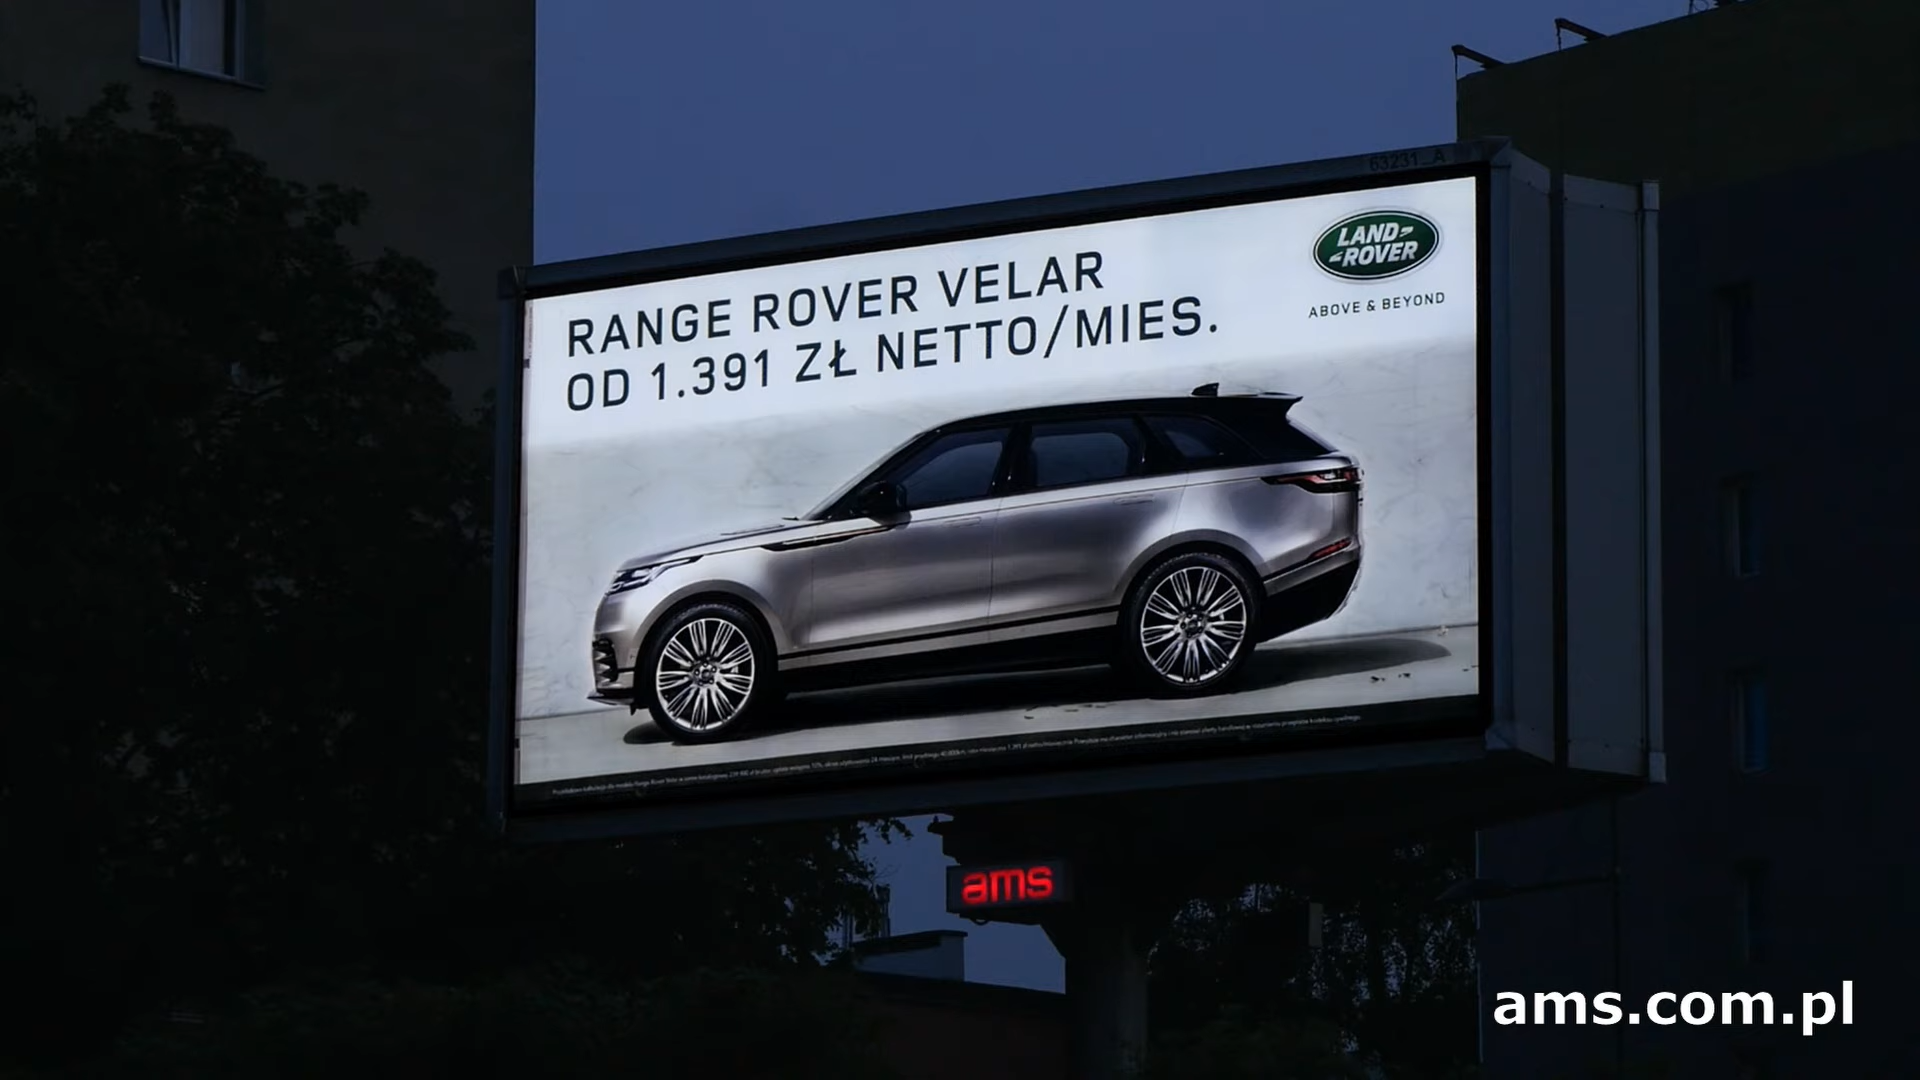 63231_A
LAND-
ROVER
ABOVE & BEYOND
RANGE ROVER VELAR
OD 1.391 ZŁ NETTO/MIES.
ams
ams.com.pl